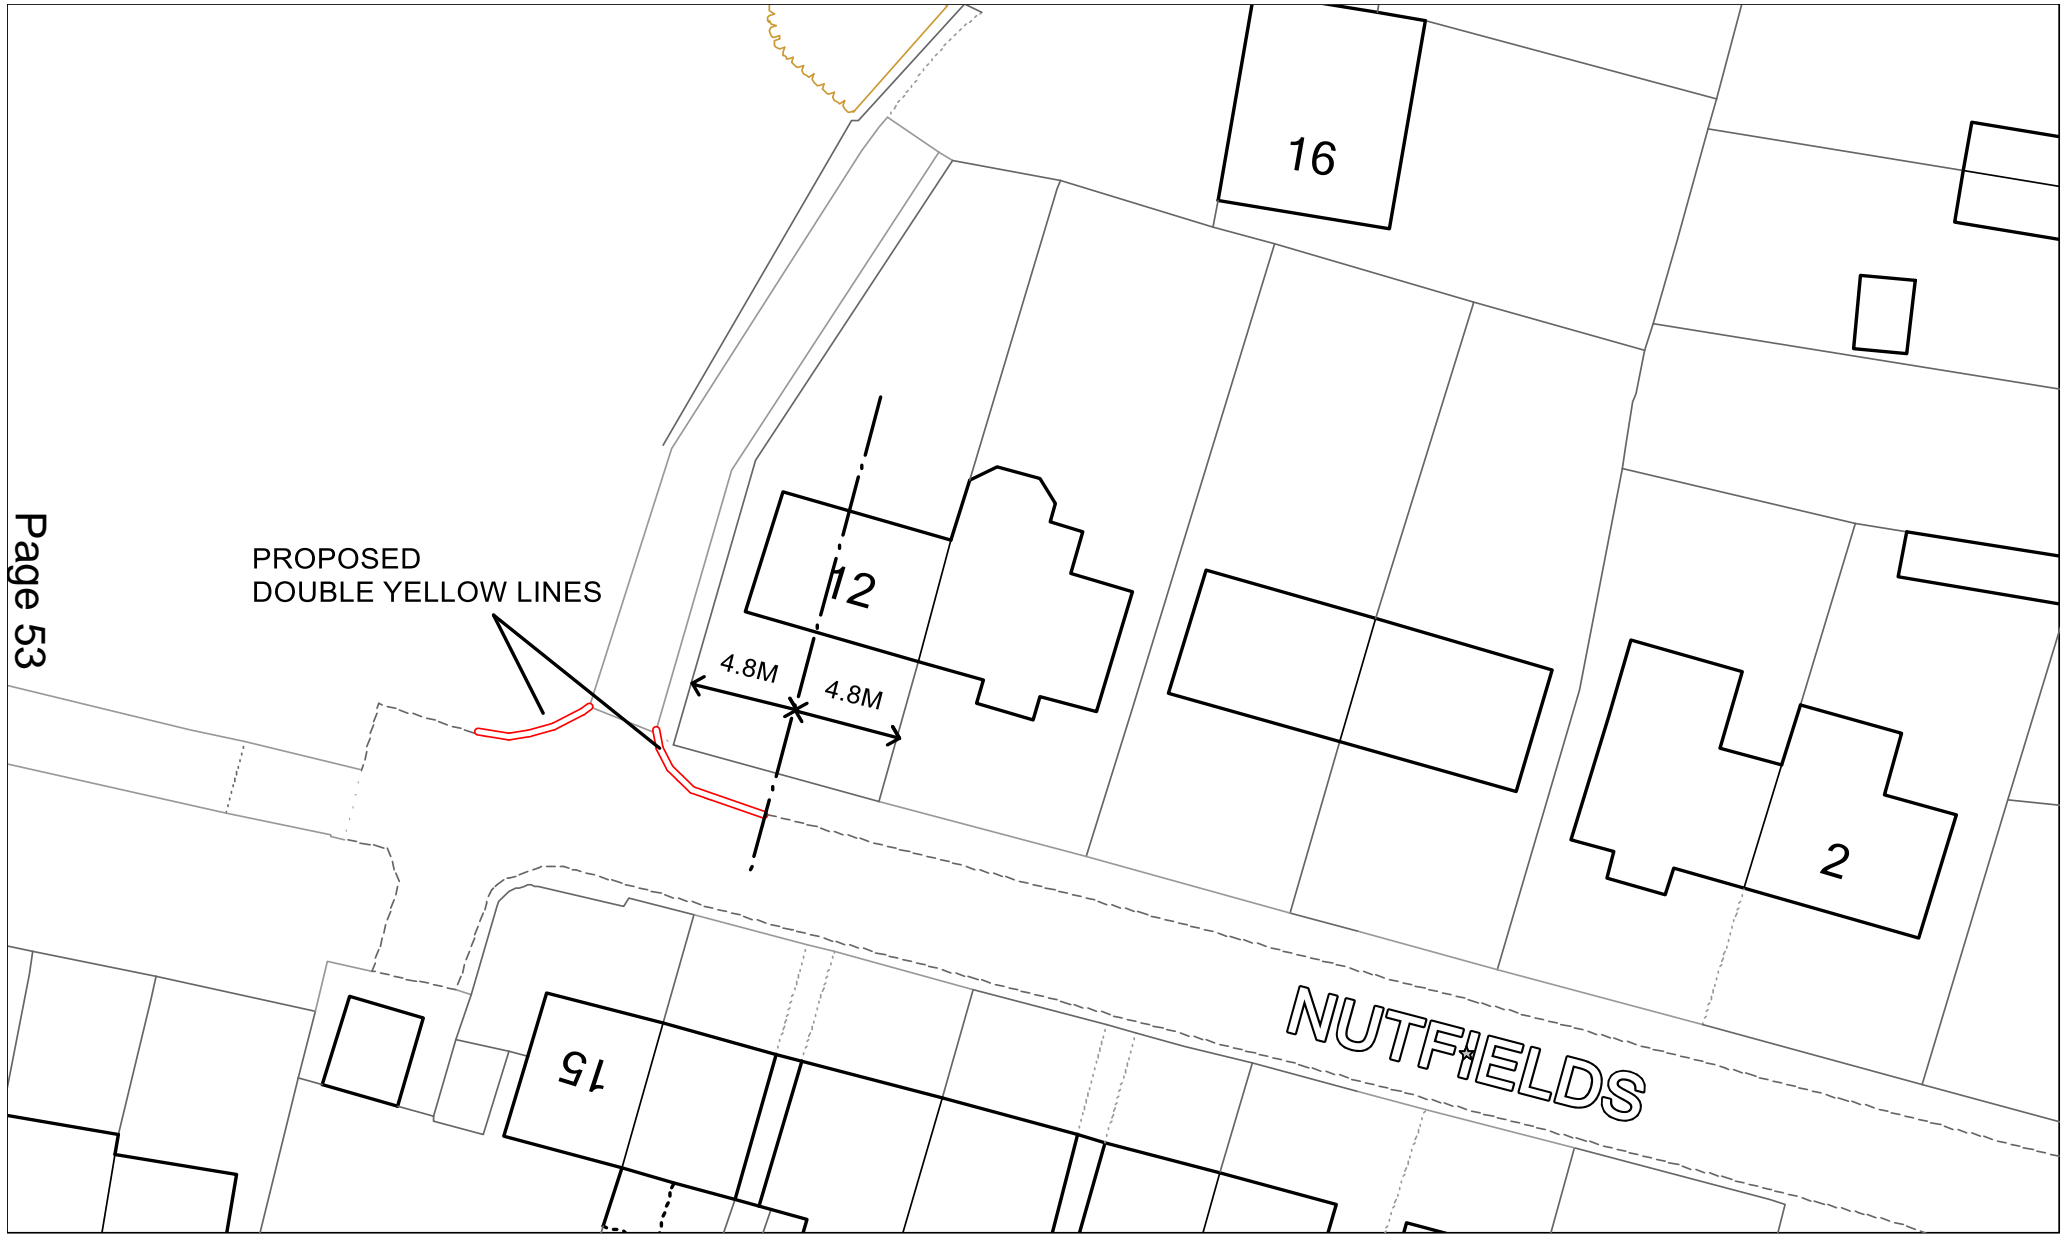 16
Page 53
PROPOSED
DOUBLE YELLOW LINES
12
4.8M
4.8M
2
NUTFIELDS
15